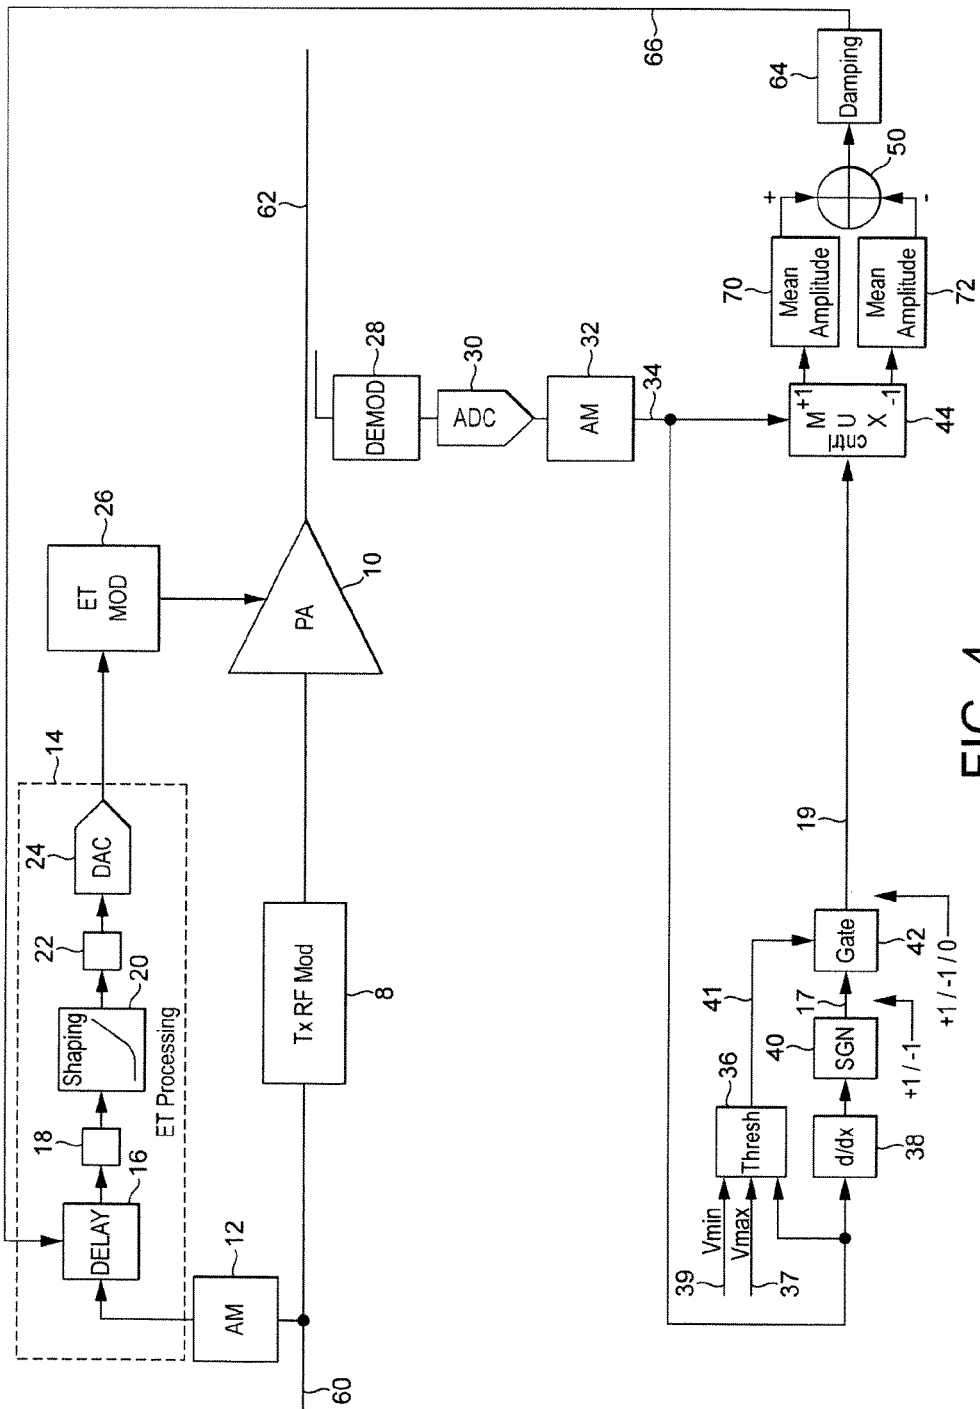 66
62
26
ET
MOD
14
24
DAC
22
20
Shaping
18
16
DELAY
ET Processing
12
AM
60
Tx RF Mod
8
PA
10
DEMOD
28
ADC
30
AM
32
34
Vmin
39
Vmax
37
36
Thresh
41
d/dx
38
40
SGN
17
+1 / -1
Gate
42
+1 / -1 / 0
19
M
U
X
cntrl
+1
-1
44
70
Mean
Amplitude
Mean
Amplitude
72
+
-
50
Damping
64
FIG. 4